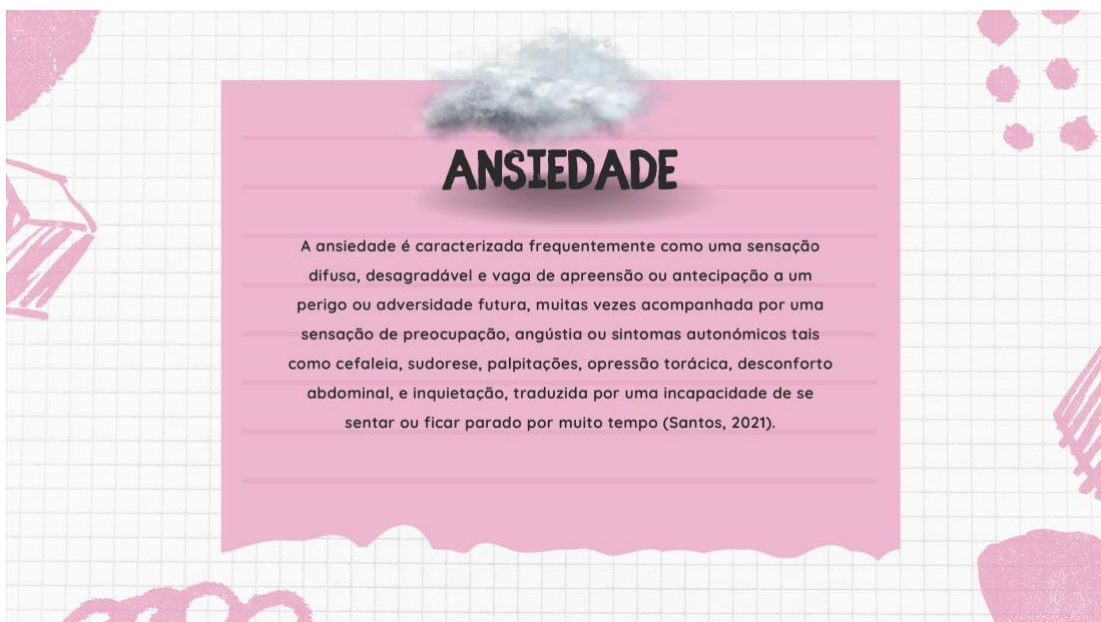 ANSIEDADE
A ansiedade é caracterizada frequentemente como uma sensação
difusa, desagradável e vaga de apreensão ou antecipação a um
perigo ou adversidade futura, muitas vezes acompanhada por uma
sensação de preocupação, angústia ou sintomas autonómicos tais
como cefaleia, sudorese, palpitações, opressão torácica, desconforto
abdominal, e inquietação, traduzida por uma incapacidade de se
sentar ou ficar parado por muito tempo (Santos, 2021).